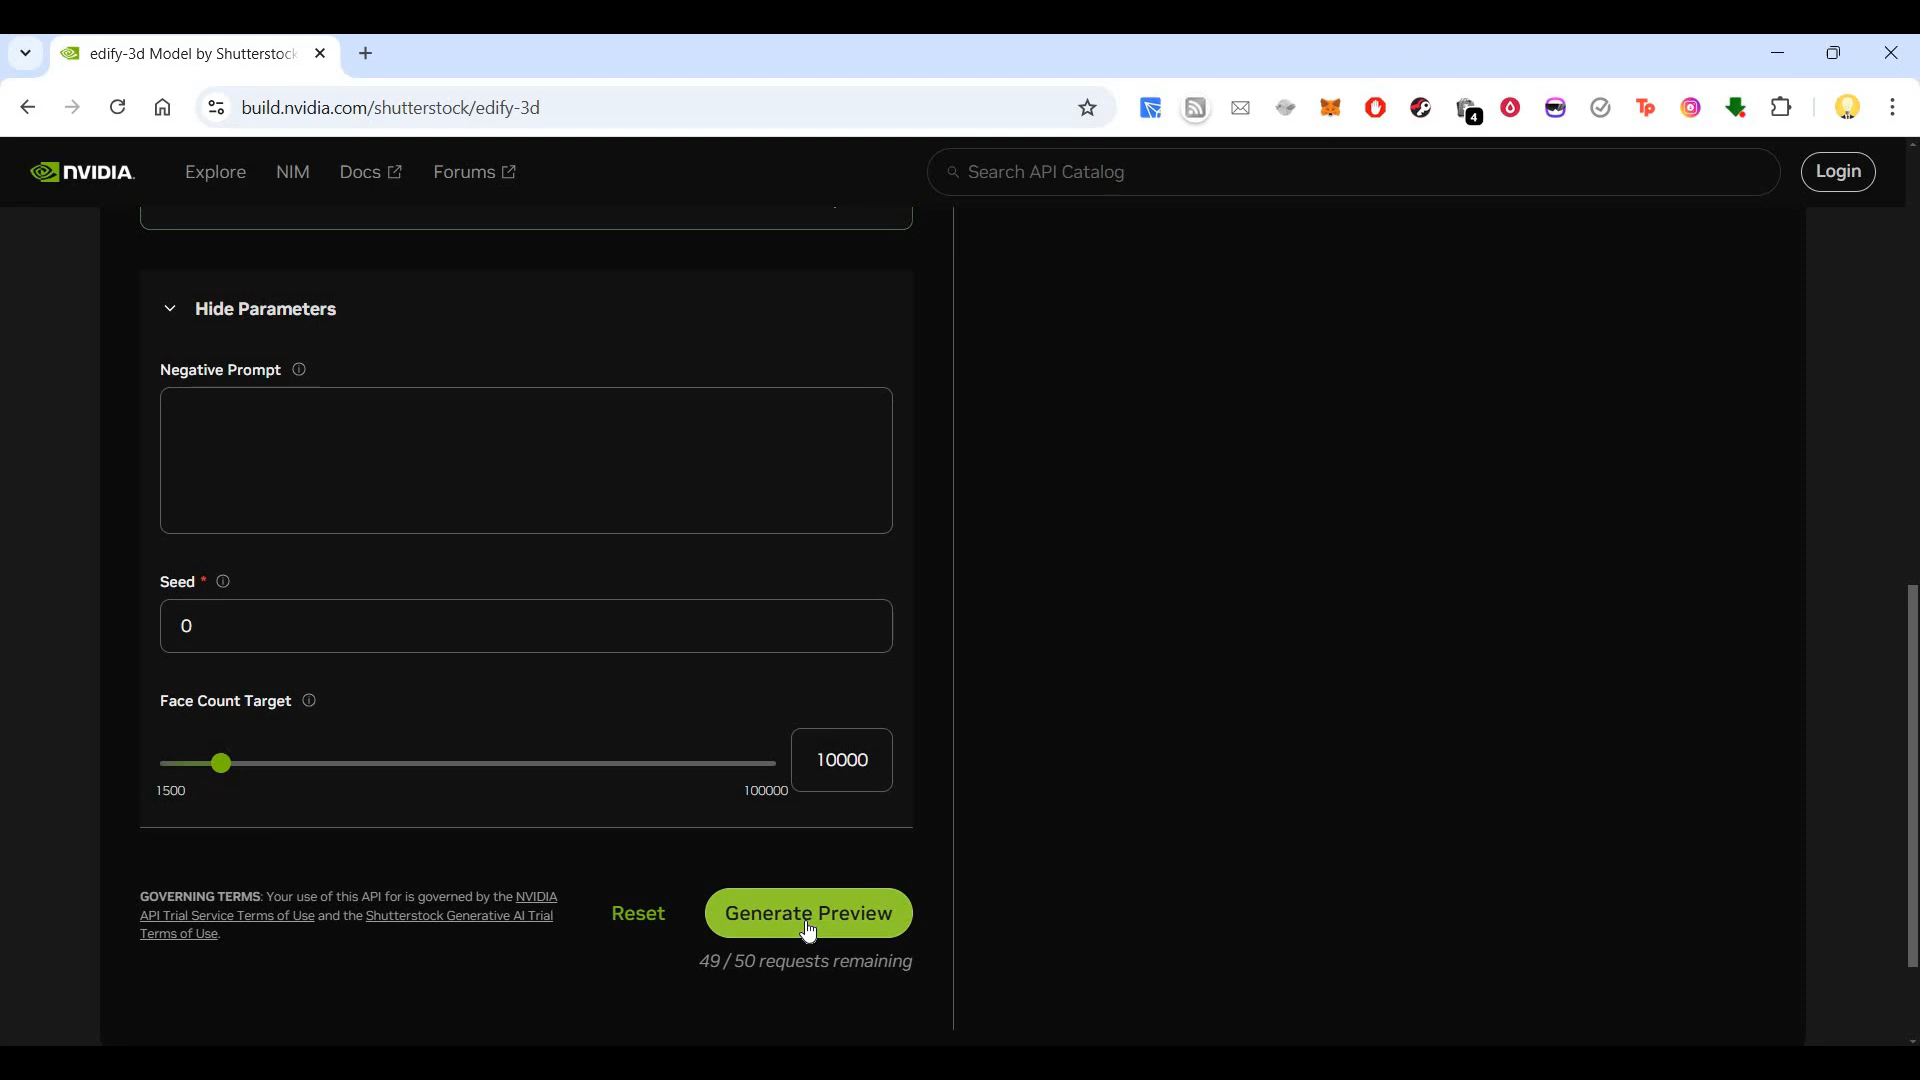 edify-3d Model by Shutterstock
build.nvidia.com/shutterstock/edify-3d
4
TP
NVIDIA.
Explore
NIM
Docs
Forums
Search API Catalog
Login
Hide Parameters
Negative Prompt
Seed *
0
Face Count Target
10000
1500
100000
GOVERNING TERMS: Your use of this API for is governed by the NVIDIA
API Trial Service Terms of Use and the Shutterstock Generative AI Trial
Terms of Use.
Reset
Generate Preview
49 / 50 requests remaining